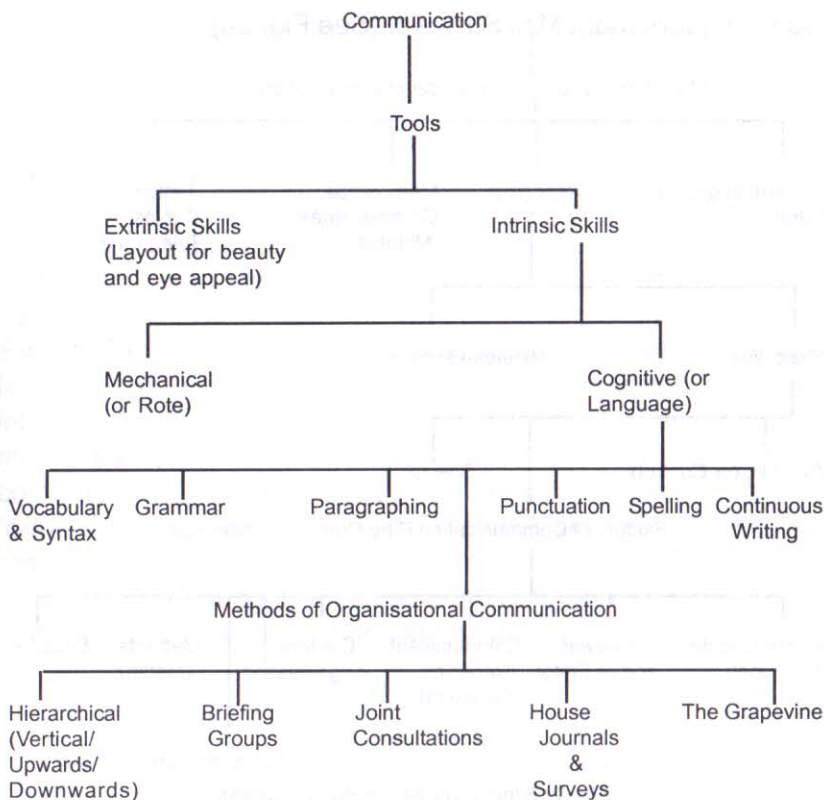 Communication
Tools
Extrinsic Skills
(Layout for beauty
and eye appeal)
Intrinsic Skills
Mechanical
(or Rote)
Cognitive (or
Language)
Vocabulary
& Syntax
Grammar
Paragraphing
Punctuation
Spelling
Continuous
Writing
Methods of Organisational Communication
Hierarchical
(Vertical/
Upwards/
Downwards)
Briefing
Groups
Joint
Consultations
House
Journals
&
Surveys
The Grapevine